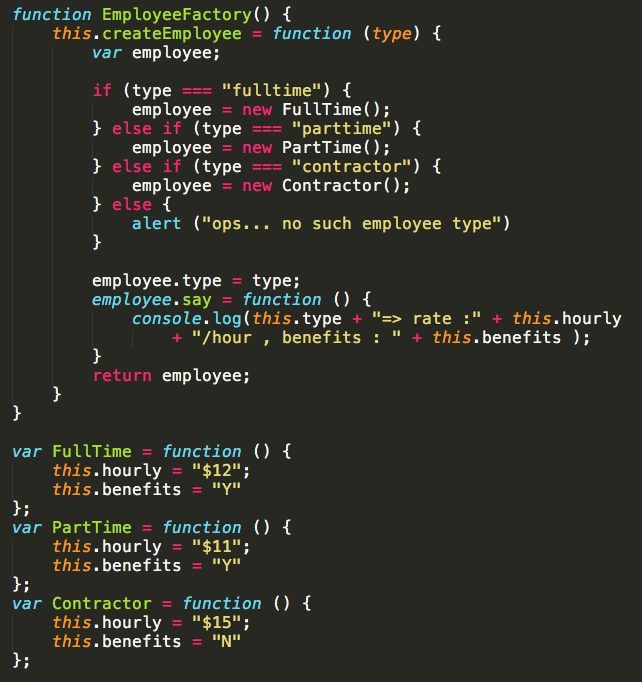 function EmployeeFactory() {
    this.createEmployee = function (type) {
        var employee;

        if (type === "fulltime") {
            employee = new FullTime();
        } else if (type === "parttime") {
            employee = new PartTime();
        } else if (type === "contractor") {
            employee = new Contractor();
        } else {
            alert ("ops... no such employee type")
        }

        employee.type = type;
        employee.say = function () {
            console.log(this.type + "=> rate :" + this.hourly
                + "/hour , benefits : " + this.benefits );
        }
        return employee;
    }
}

var FullTime = function () {
    this.hourly = "$12";
    this.benefits = "Y"
};
var PartTime = function () {
    this.hourly = "$11";
    this.benefits = "Y"
};
var Contractor = function () {
    this.hourly = "$15";
    this.benefits = "N"
};